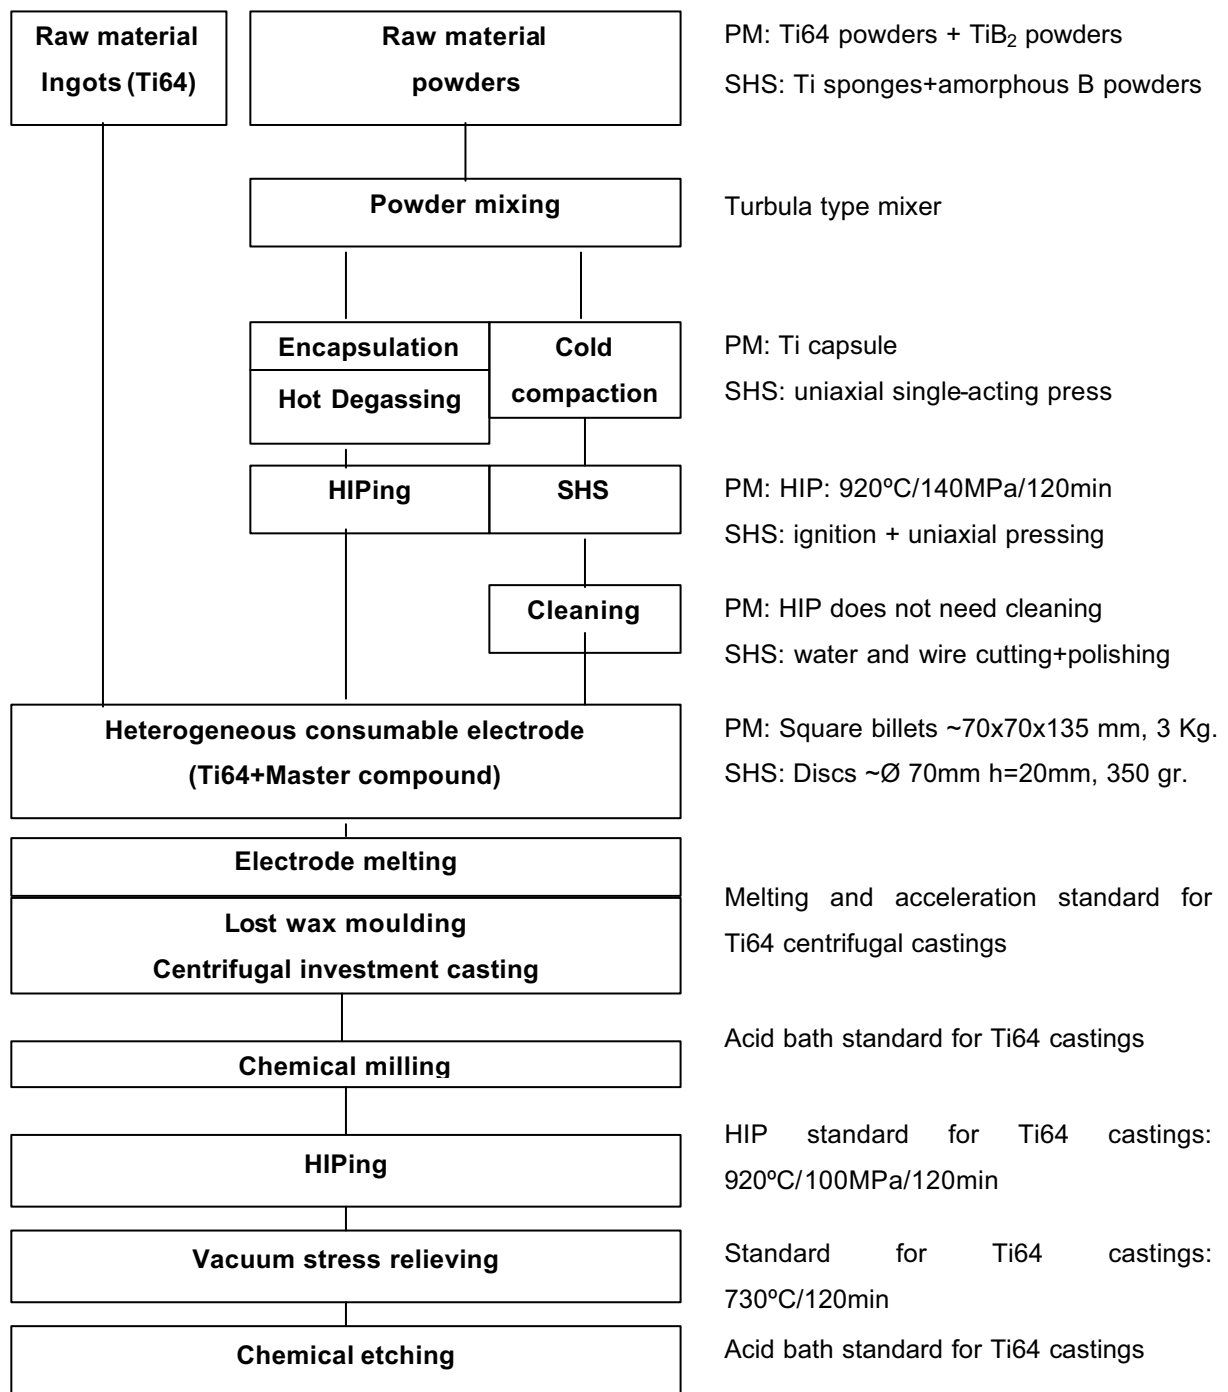 Raw material
Ingots (Ti64)
Raw material
powders
PM: Ti64 powders + TiB₂ powders
SHS: Ti sponges+amorphous B powders
Powder mixing
Turbula type mixer
Encapsulation
Hot Degassing
Cold
compaction
PM: Ti capsule
SHS: uniaxial single-acting press
HIPing
SHS
PM: HIP: 920ºC/140MPa/120min
SHS: ignition + uniaxial pressing
Cleaning
PM: HIP does not need cleaning
SHS: water and wire cutting+polishing
Heterogeneous consumable electrode
(Ti64+Master compound)
PM: Square billets ~70x70x135 mm, 3 Kg.
SHS: Discs ~Ø 70mm h=20mm, 350 gr.
Electrode melting
Lost wax moulding
Centrifugal investment casting
Melting and acceleration standard for
Ti64 centrifugal castings
Chemical milling
Acid bath standard for Ti64 castings
HIPing
HIP standard for Ti64 castings:
920ºC/100MPa/120min
Vacuum stress relieving
Standard for Ti64 castings:
730ºC/120min
Chemical etching
Acid bath standard for Ti64 castings